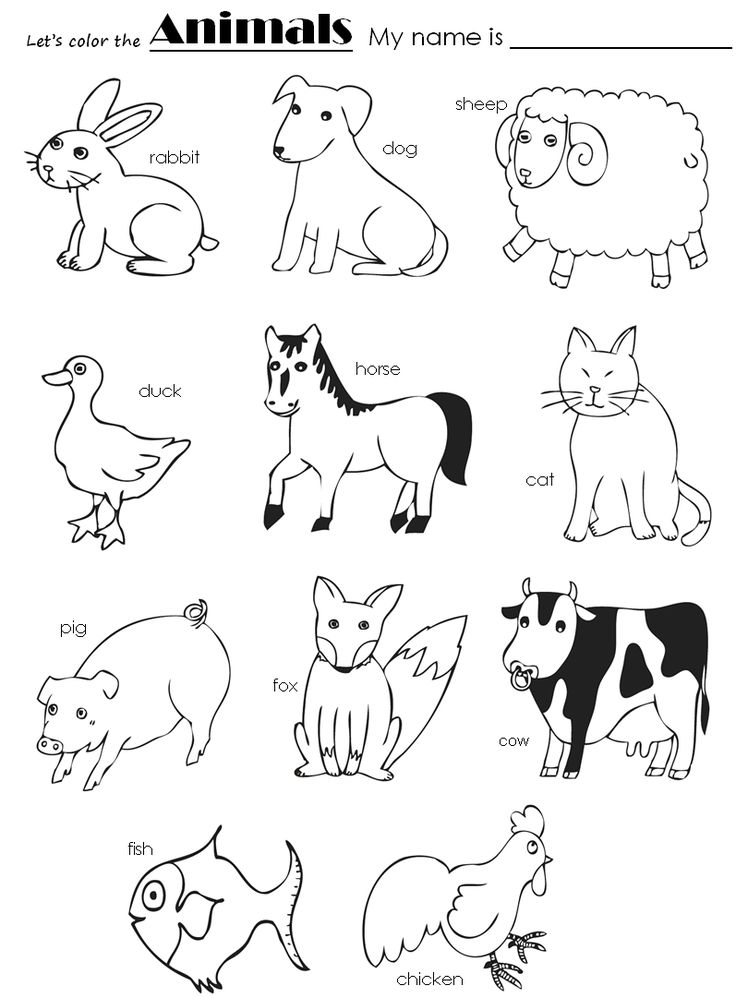 Let's color the Animals My name is
rabbit
dog
sheep
duck
horse
cat
pig
fox
cow
fish
chicken